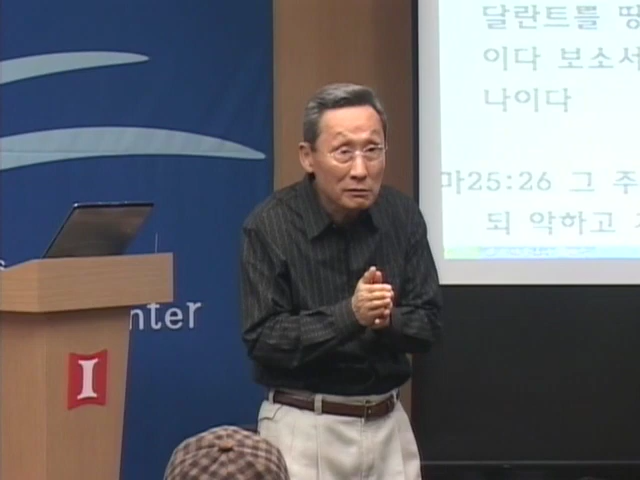 달란트를 땅
이다 보소서
나이다
마25:26 그 주
되 악하고
nter
I